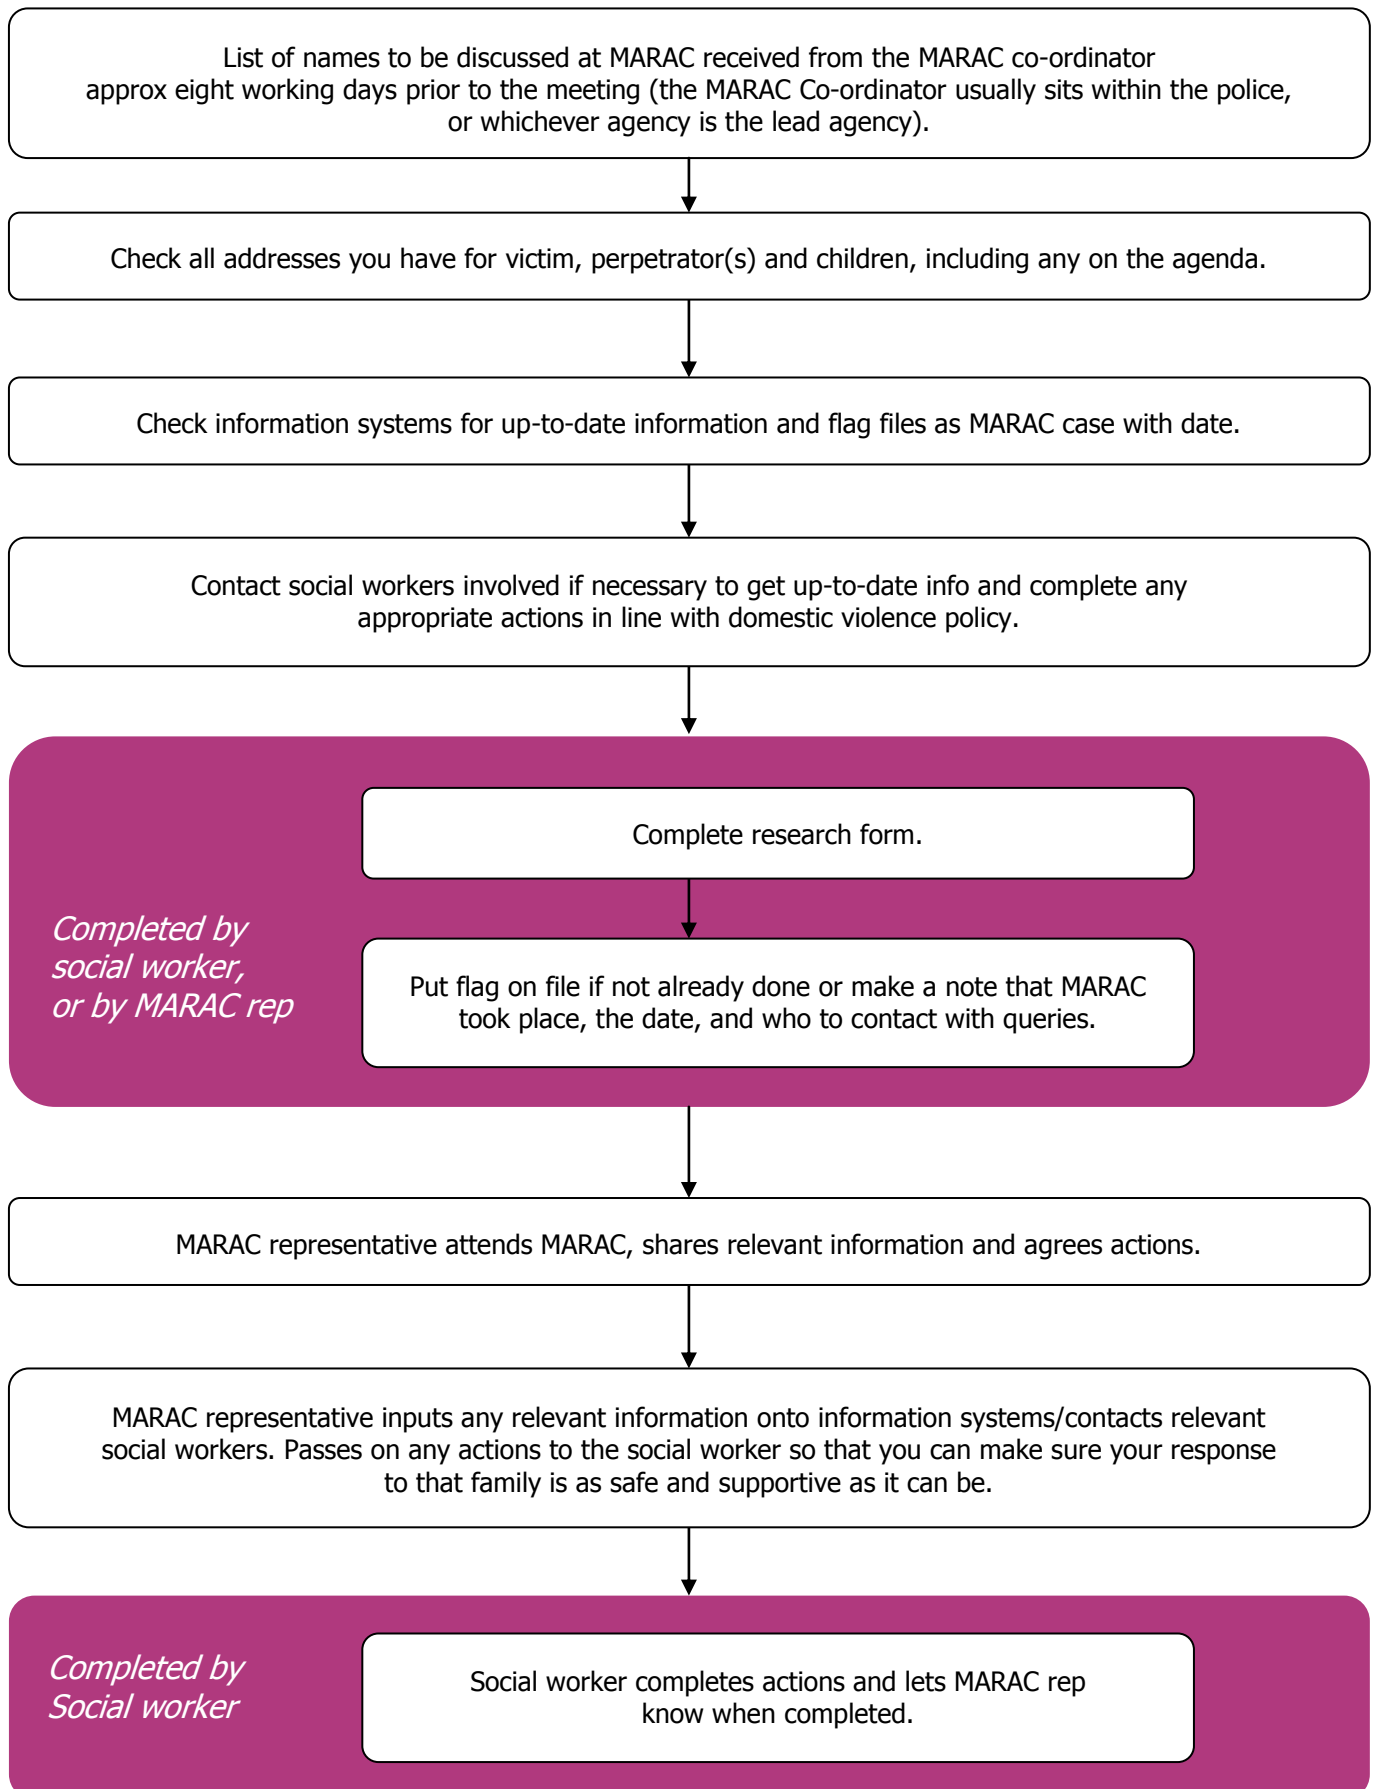 List of names to be discussed at MARAC received from the MARAC co-ordinator
approx eight working days prior to the meeting (the MARAC Co-ordinator usually sits within the police,
or whichever agency is the lead agency).
Check all addresses you have for victim, perpetrator(s) and children, including any on the agenda.
Check information systems for up-to-date information and flag files as MARAC case with date.
Contact social workers involved if necessary to get up-to-date info and complete any
appropriate actions in line with domestic violence policy.
Complete research form.
Completed by
social worker,
or by MARAC rep
Put flag on file if not already done or make a note that MARAC
took place, the date, and who to contact with queries.
MARAC representative attends MARAC, shares relevant information and agrees actions.
MARAC representative inputs any relevant information onto information systems/contacts relevant
social workers. Passes on any actions to the social worker so that you can make sure your response
to that family is as safe and supportive as it can be.
Completed by
Social worker
Social worker completes actions and lets MARAC rep
know when completed.